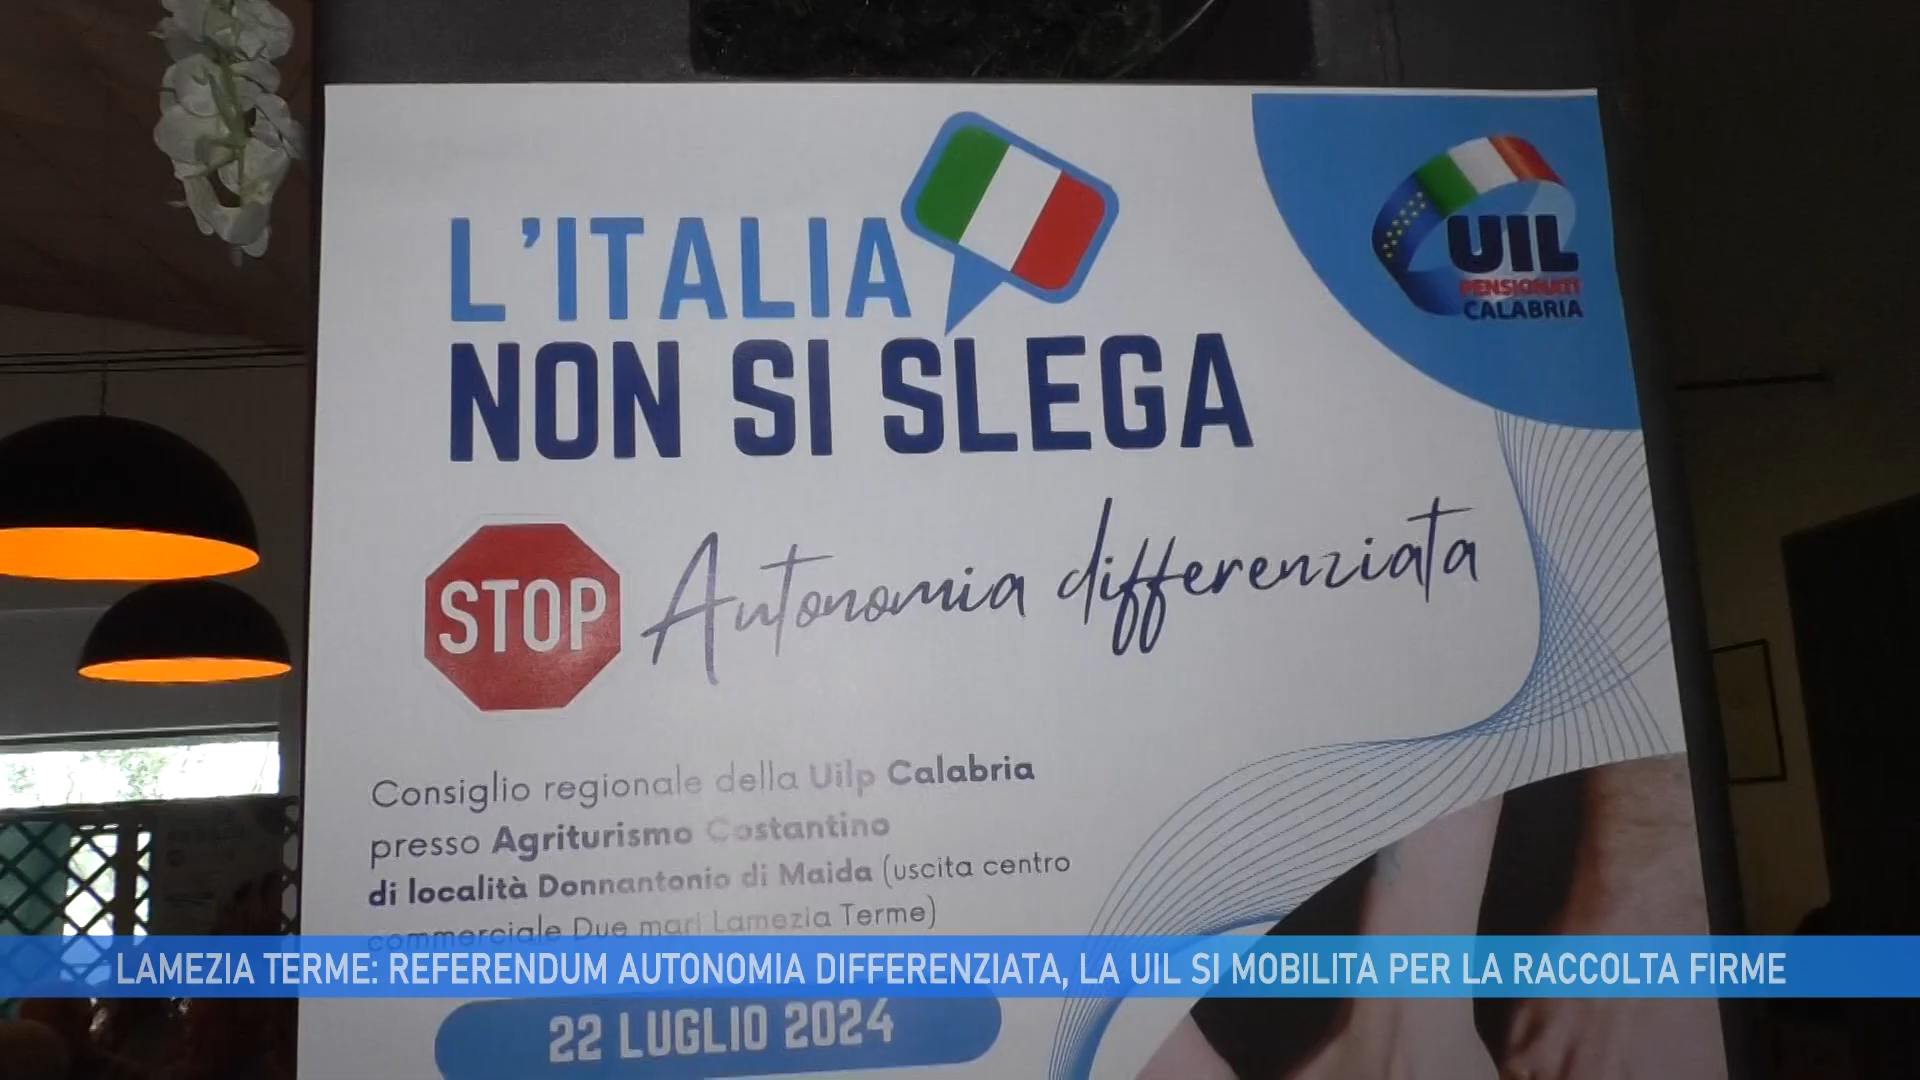 L'ITALIA
NON SI SLEGA
UIL
PENSIONATI
CALABRIA
STOP Autonomia differenziata
Consiglio regionale della Uilp Calabria
presso Agriturismo Costantino
di località Donnantonio di Maida (uscita centro
commerciale Due mari Lamezia Terme)
LAMEZIA TERME: REFERENDUM AUTONOMIA DIFFERENZIATA, LA UIL SI MOBILITA PER LA RACCOLTA FIRME
22 LUGLIO 2024